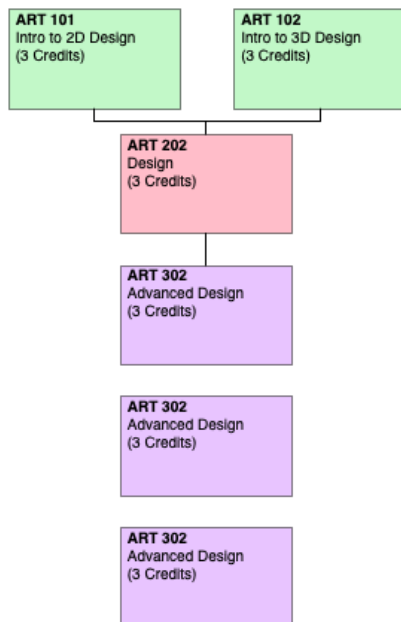 ART 101
Intro to 2D Design
(3 Credits)
ART 102
Intro to 3D Design
(3 Credits)
ART 202
Design
(3 Credits)
ART 302
Advanced Design
(3 Credits)
ART 302
Advanced Design
(3 Credits)
ART 302
Advanced Design
(3 Credits)